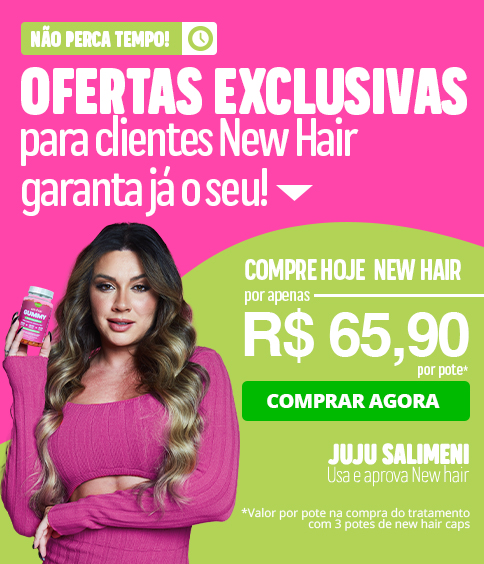 NÃO PERCA TEMPO!
OFERTAS EXCLUSIVAS
para clientes New Hair
garanta já o seu!
GUMMY
COMPRE HOJE NEW HAIR
por apenas
R$ 65,90
por pote*
COMPRAR AGORA
JUJU SALIMENI
Usa e aprova New hair
*Valor por pote na compra do tratamento
com 3 potes de new hair caps